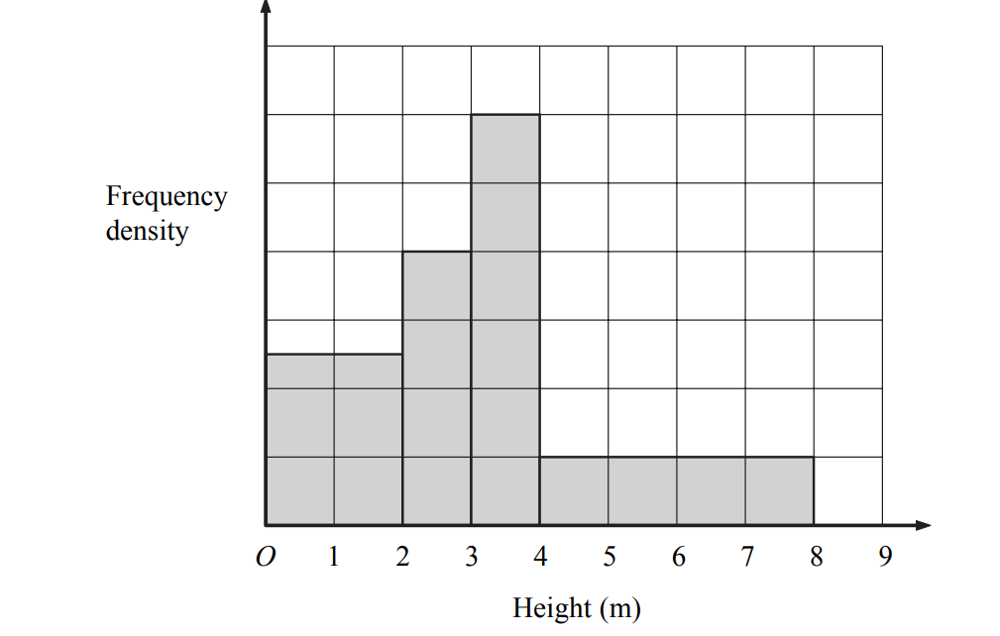 Frequency
density
O 1 2 3 4 5 6 7 8 9
Height (m)